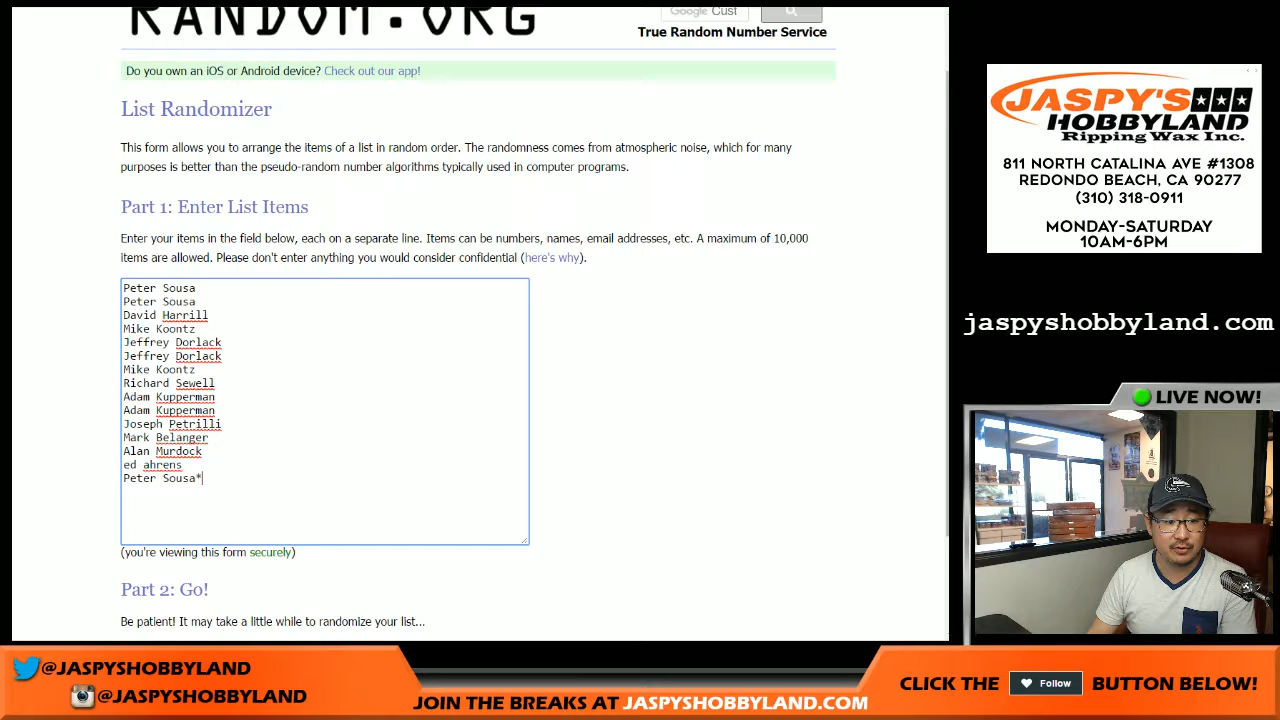 RANDOM.ORG
Google Cust
True Random Number Service
Do you own an iOS or Android device? Check out our app!
List Randomizer
This form allows you to arrange the items of a list in random order. The randomness comes from atmospheric noise, which for many
purposes is better than the pseudo-random number algorithms typically used in computer programs.
Part 1: Enter List Items
Enter your items in the field below, each on a separate line. Items can be numbers, names, email addresses, etc. A maximum of 10,000
items are allowed. Please don't enter anything you would consider confidential (here's why).
Peter Sousa
Peter Sousa
David Harrill
Mike Koontz
Jeffrey Dorlack
Jeffrey Dorlack
Mike Koontz
Richard Sewell
Adam Kupperman
Adam Kupperman
Joseph Petrilli
Mark Belanger
Alan Murdock
ed ahrens
Peter Sousa*
(you're viewing this form securely)
Part 2: Go!
Be patient! It may take a little while to randomize your list...
JASPY'S
HOBBYLAND
Ripping Wax Inc.
811 NORTH CATALINA AVE #1308
REDONDO BEACH, CA 90277
(310) 318-0911
MONDAY-SATURDAY
10AM-6PM
jaspyshobbyland.com
LIVE NOW!
@JASPYSHOBBYLAND
@JASPYSHOBBYLAND
JOIN THE BREAKS AT JASPYSHOBBYLAND.COM
CLICK THE Follow BUTTON BELOW!